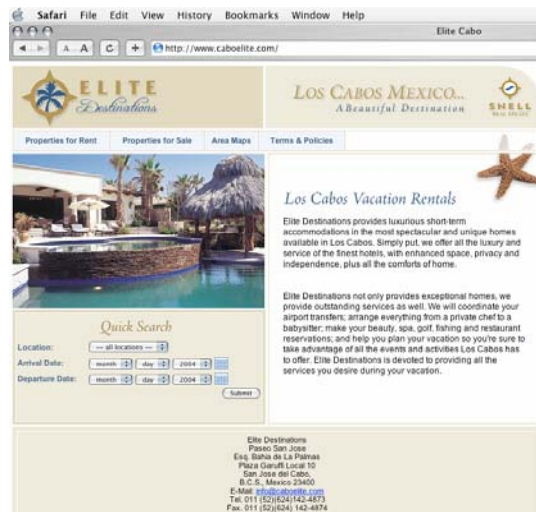 Safari File Edit View History Bookmarks Window Help
Elite Cabo
A A C + http://www.caboelite.com/
ELITE
Destinations
LOS CABOS MEXICO...
A Beautiful Destination
SNELL
REAL ESTATE
Properties for Rent Properties for Sale Area Maps Terms & Policies
Los Cabos Vacation Rentals
Elite Destinations provides luxurious short-term
accommodations in the most spectacular and unique homes
available in Los Cabos. Simply put, we offer all the luxury and
service of the finest hotels, with enhanced space, privacy and
independence, plus all the comforts of home.
Elite Destinations not only provides exceptional homes, we
provide outstanding services as well. We will coordinate your
airport transfers; arrange everything from a private chef to a
babysitter; make your beauty, spa, golf, fishing and restaurant
reservations; and help you plan your vacation so you're sure to
take advantage of all the events and activities Los Cabos has
to offer. Elite Destinations is devoted to providing all the
services you desire during your vacation.
Quick Search
Location: --- all locations ---
Arrival Date: month day 2004
Departure Date: month day 2004
Submit
Elite Destinations
Paseo San Jose
Esq. Bahia de La Palmas
Plaza Garuffi Local 10
San Jose del Cabo,
B.C.S., Mexico 23400
E-Mail: info@caboelite.com
Tel. 011 (52)(624)142-4873
Fax. 011 (52)(624) 142-4874